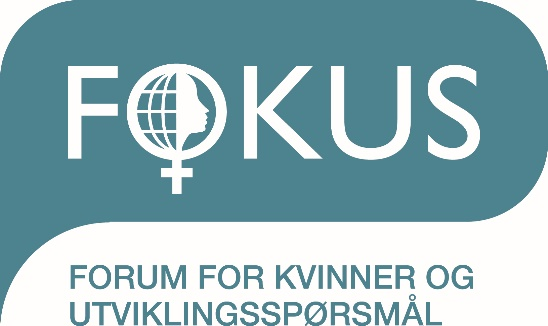 FOKUS
FORUM FOR KVINNER OG
UTVIKLINGSSPØRSMÅL